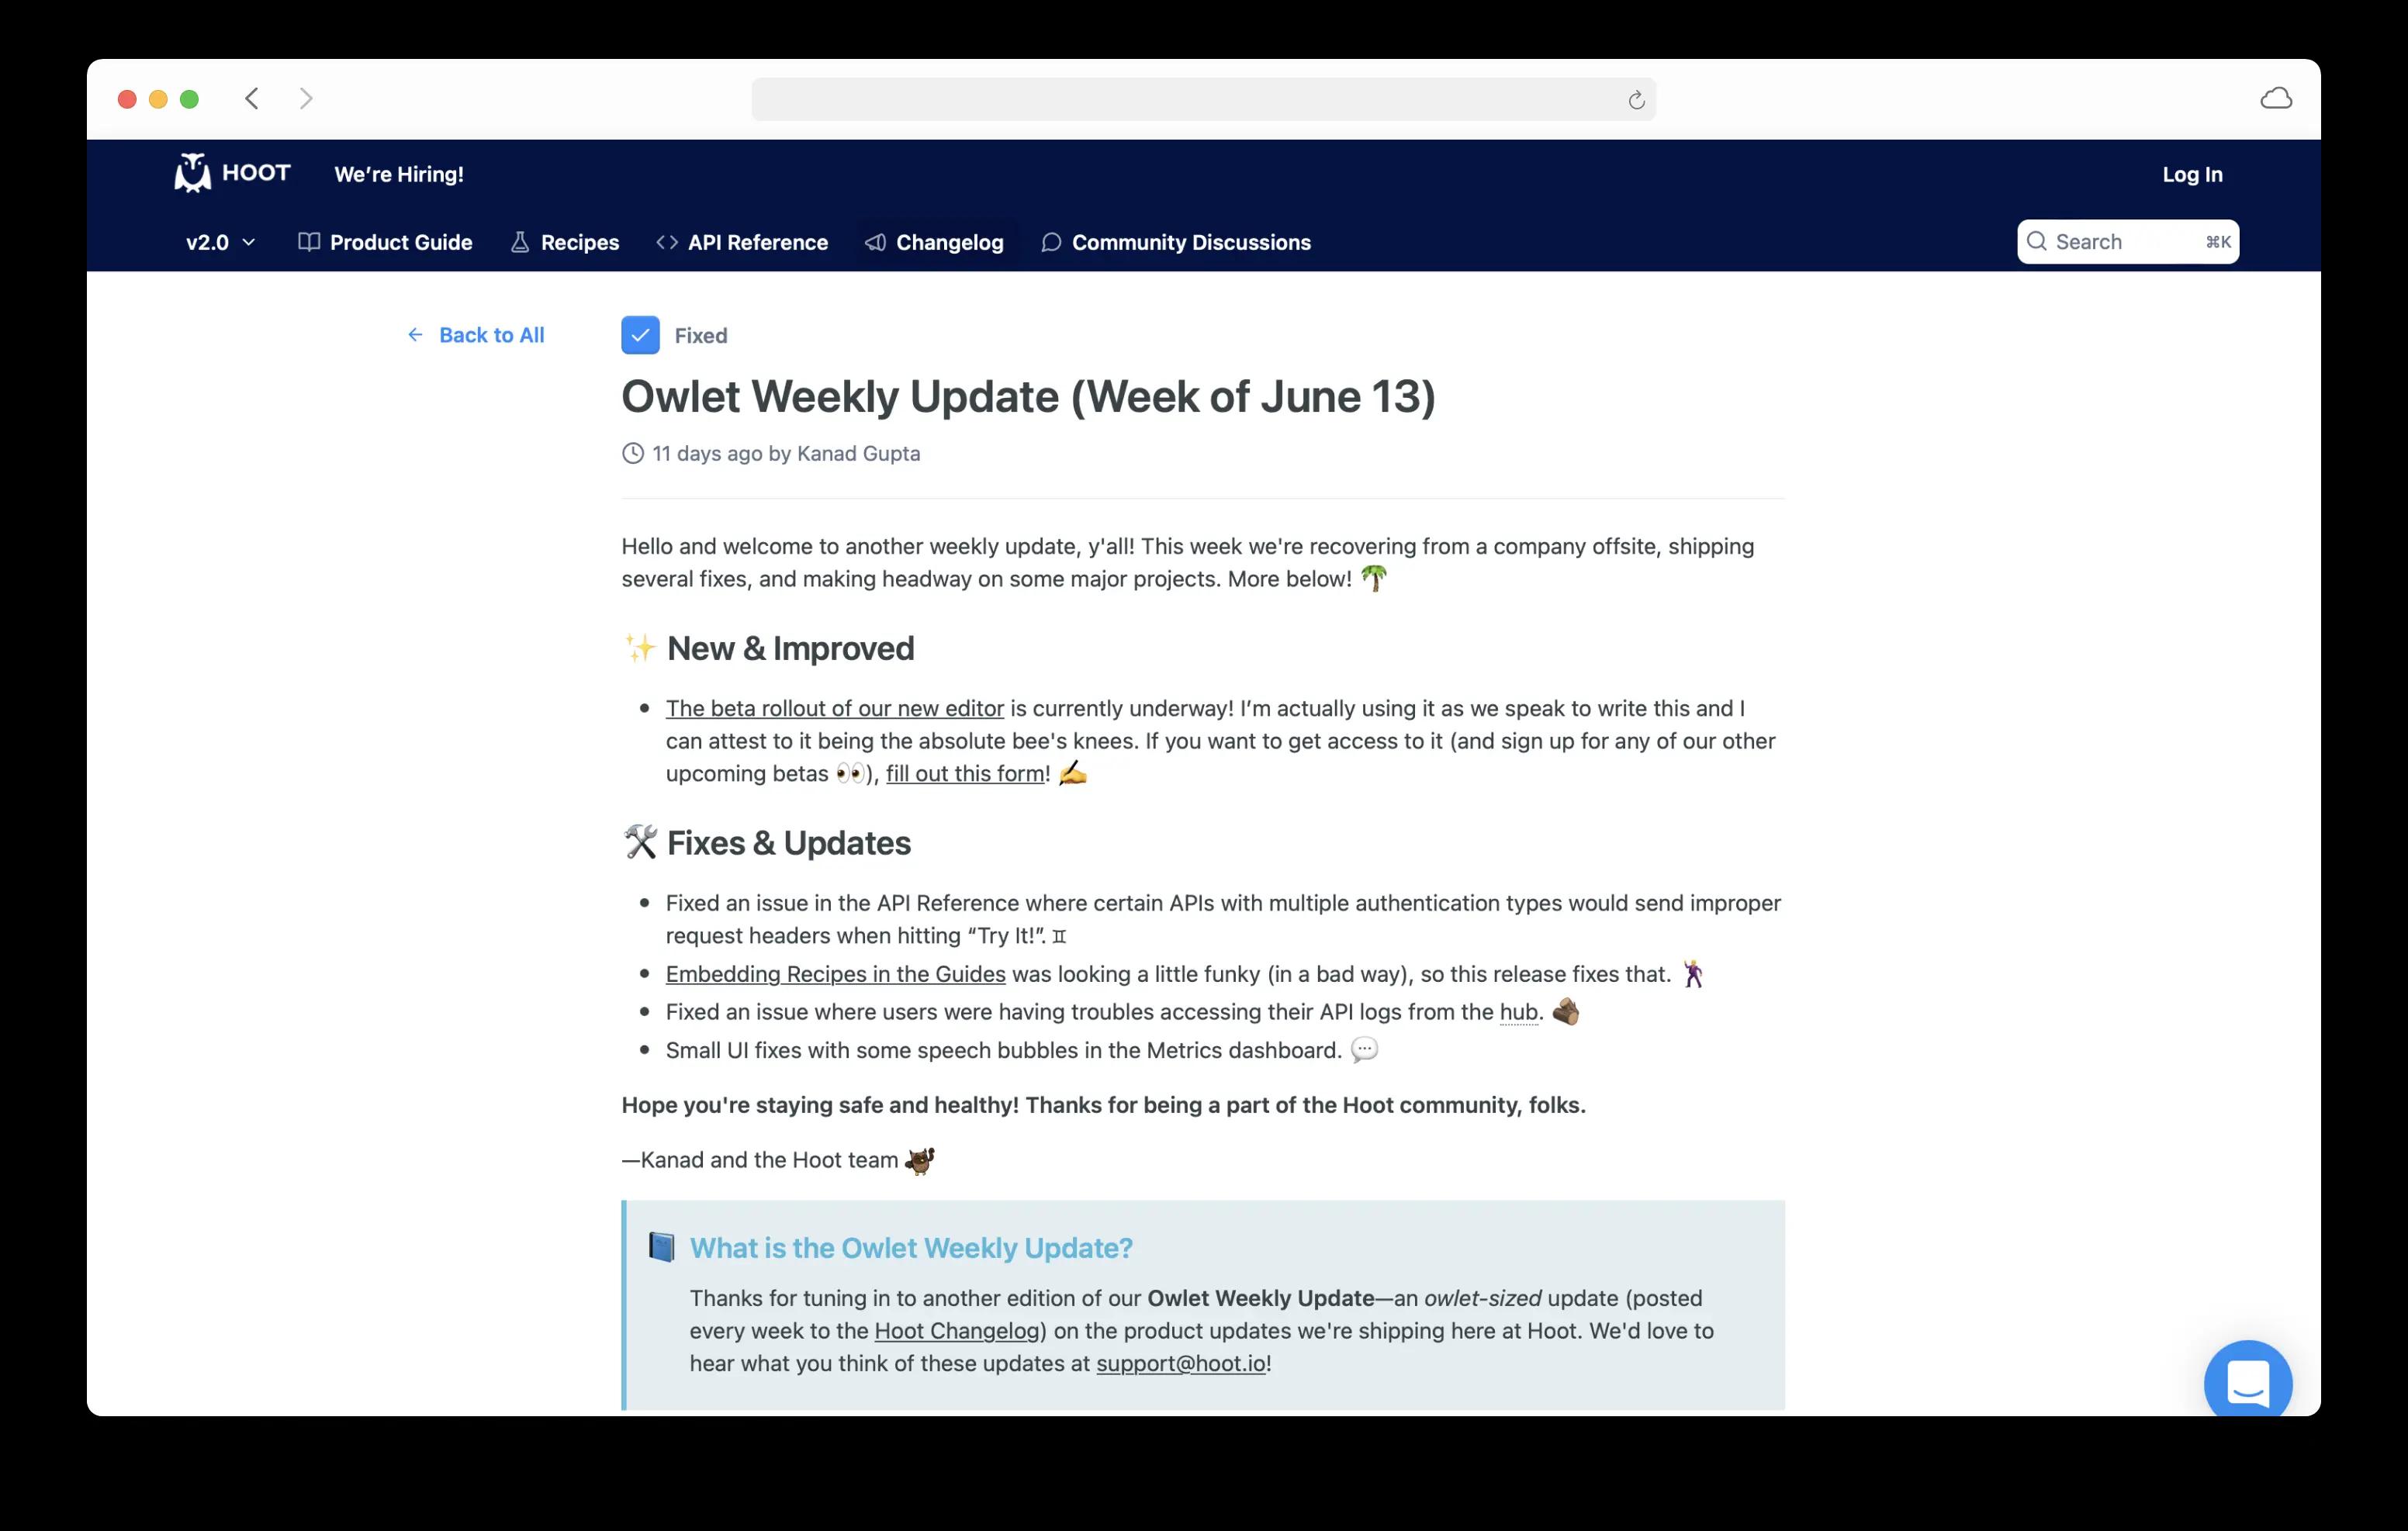 HOOT
We’re Hiring!
Log In
v2.0
Product Guide
Recipes
API Reference
Changelog
Community Discussions
Search
⌘K
Back to All
Fixed
Owlet Weekly Update (Week of June 13)
11 days ago by Kanad Gupta
Hello and welcome to another weekly update, y'all! This week we're recovering from a company offsite, shipping
several fixes, and making headway on some major projects. More below! 🌴
✨ New & Improved
• The beta rollout of our new editor is currently underway! I’m actually using it as we speak to write this and I
can attest to it being the absolute bee's knees. If you want to get access to it (and sign up for any of our other
upcoming betas 👀), fill out this form! ✍️
🛠 Fixes & Updates
• Fixed an issue in the API Reference where certain APIs with multiple authentication types would send improper
request headers when hitting “Try It!”. ♊︎
• Embedding Recipes in the Guides was looking a little funky (in a bad way), so this release fixes that. 🕺
• Fixed an issue where users were having troubles accessing their API logs from the hub. 🪵
• Small UI fixes with some speech bubbles in the Metrics dashboard. 💬
Hope you're staying safe and healthy! Thanks for being a part of the Hoot community, folks.
—Kanad and the Hoot team
📘 What is the Owlet Weekly Update?
Thanks for tuning in to another edition of our Owlet Weekly Update—an owlet-sized update (posted
every week to the Hoot Changelog) on the product updates we're shipping here at Hoot. We'd love to
hear what you think of these updates at support@hoot.io!